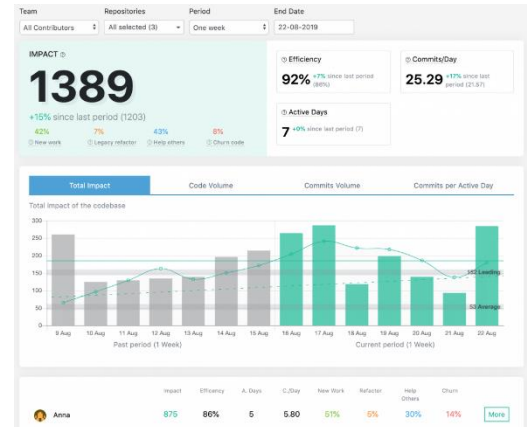 Team Repositories Period End Date
All Contributors All selected (3) One week 22-08-2019
IMPACT
1389
+15% since last period (1203)
42% 7% 43% 8%
New work Legacy refactor Help others Churn code
Efficiency
92% +7% since last period (86%)
Commits/Day
25.29 +17% since last period (21.57)
Active Days
7 +0% since last period (7)
Total Impact Code Volume Commits Volume Commits per Active Day
Total Impact of the codebase
300
250
200
150
100
50
0
152 Leading
53 Average
9 Aug 10 Aug 11 Aug 12 Aug 13 Aug 14 Aug 15 Aug 16 Aug 17 Aug 18 Aug 19 Aug 20 Aug 21 Aug 22 Aug
Past period (1 Week) Current period (1 Week)
Impact Efficiency A. Days C./Day New Work Refactor Help Others Churn
Anna 875 86% 5 5.80 51% 5% 30% 14% More